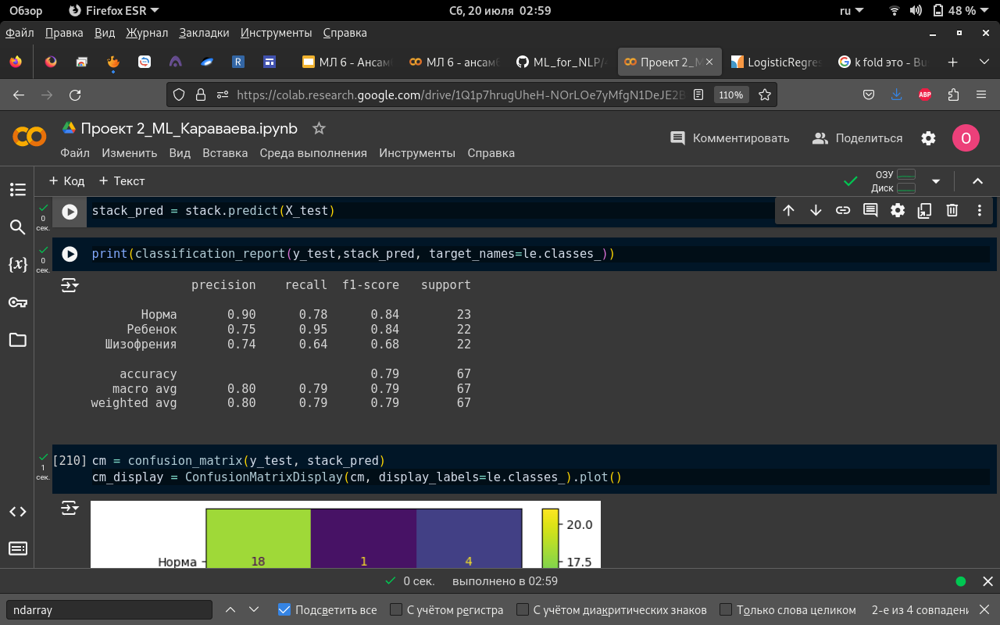 Обзор Firefox ESR Сб, 20 июля 02:59 ru 48 %
Файл Правка Вид Журнал Закладки Инструменты Справка
МЛ 6 - Ансам МЛ 6 - ансам ML_for_NLP/ Проект 2_M LogisticRegre k fold это - Bu
https://colab.research.google.com/drive/1Q1p7hrugUheH-NOrLOe7yMfgN1DeJE2B 110% ABP
Проект 2_ML_Караваева.ipynb
Комментировать Поделиться O
Файл Изменить Вид Вставка Среда выполнения Инструменты Справка
+ Код + Текст ОЗУ
Диск
0
сек.
stack_pred = stack.predict(X_test)
0
сек.
print(classification_report(y_test,stack_pred, target_names=le.classes_))
precision recall f1-score support
Норма 0.90 0.78 0.84 23
Ребенок 0.75 0.95 0.84 22
Шизофрения 0.74 0.64 0.68 22
accuracy 0.79 67
macro avg 0.80 0.79 0.79 67
weighted avg 0.80 0.79 0.79 67
1
сек.
[210] cm = confusion_matrix(y_test, stack_pred)
cm_display = ConfusionMatrixDisplay(cm, display_labels=le.classes_).plot()
20.0
Норма 18 1 4 17.5
0 сек. выполнено в 02:59
ndarray Подсветить все С учётом регистра С учётом диакритических знаков Только слова целиком 2-е из 4 совпадени